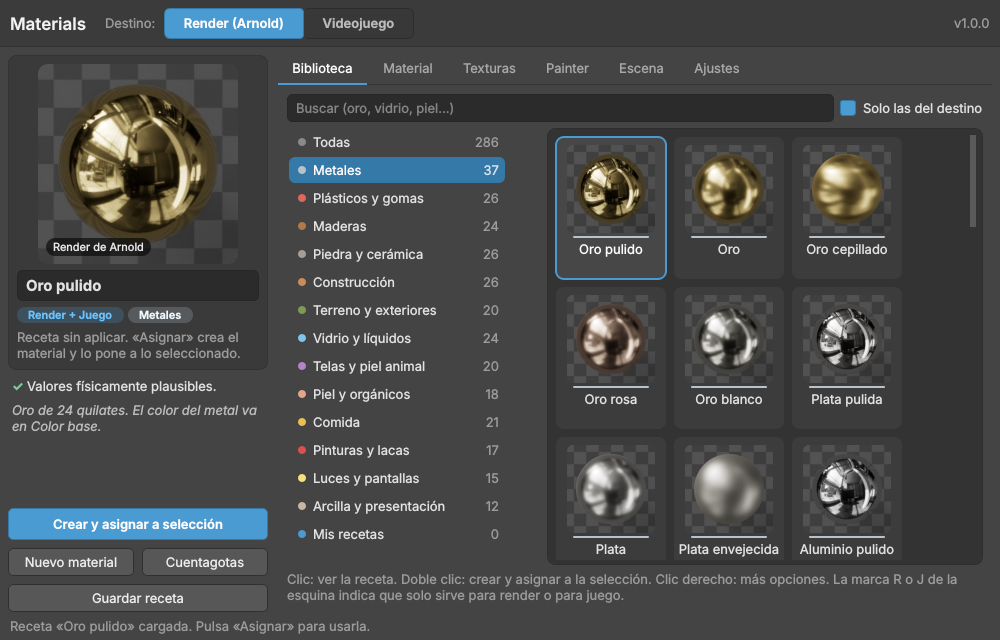 Materials
Destino:
Render (Arnold)
Videojuego
v1.0.0
Render de Arnold
Oro pulido
Render + Juego
Metales
Receta sin aplicar. «Asignar» crea el
material y lo pone a lo seleccionado.
Valores físicamente plausibles.
Oro de 24 quilates. El color del metal va
en Color base.
Crear y asignar a selección
Nuevo material
Cuentagotas
Guardar receta
Biblioteca
Material
Texturas
Painter
Escena
Ajustes
Buscar (oro, vidrio, piel...)
Solo las del destino
Todas 286
Metales 37
Plásticos y gomas 26
Maderas 24
Piedra y cerámica 26
Construcción 26
Terreno y exteriores 20
Vidrio y líquidos 24
Telas y piel animal 20
Piel y orgánicos 18
Comida 21
Pinturas y lacas 17
Luces y pantallas 15
Arcilla y presentación 12
Mis recetas 0
Oro pulido
Oro
Oro cepillado
Oro rosa
Oro blanco
Plata pulida
Plata
Plata envejecida
Aluminio pulido
Clic: ver la receta. Doble clic: crear y asignar a la selección. Clic derecho: más opciones. La marca R o J de la
esquina indica que solo sirve para render o para juego.
Receta «Oro pulido» cargada. Pulsa «Asignar» para usarla.